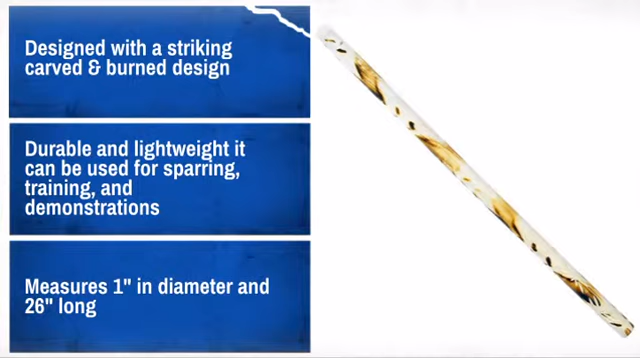 Designed with a striking
carved & burned design
Durable and lightweight it
can be used for sparring,
training, and
demonstrations
Measures 1" in diameter and
26" long